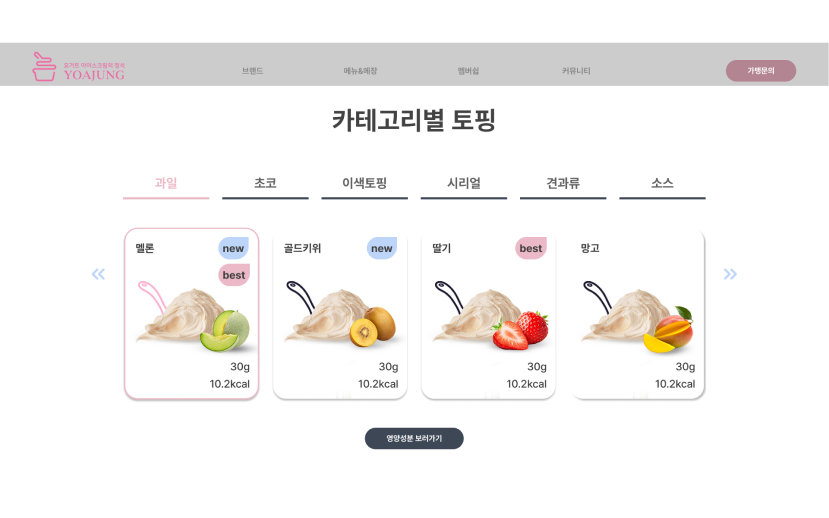 요거트 아이스크림의 정석
YOAJUNG
브랜드
메뉴&매장
멤버쉽
커뮤니티
가맹문의
카테고리별 토핑
과일
초코
이색토핑
시리얼
견과류
소스
멜론
new
best
30g
10.2kcal
골드키위
new
30g
10.2kcal
딸기
best
30g
10.2kcal
망고
30g
10.2kcal
영양성분 보러가기